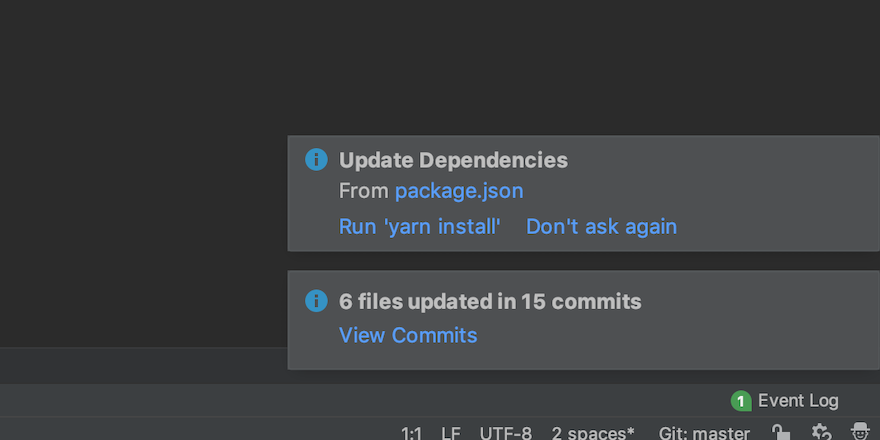 Update Dependencies
From package.json
Run 'yarn install' Don't ask again
6 files updated in 15 commits
View Commits
1 Event Log
1:1 LF UTF-8 2 spaces* Git: master